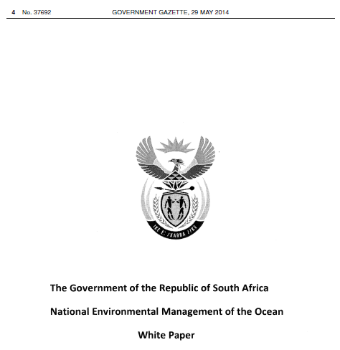 4 No. 37692 GOVERNMENT GAZETTE, 29 MAY 2014
The Government of the Republic of South Africa
National Environmental Management of the Ocean
White Paper